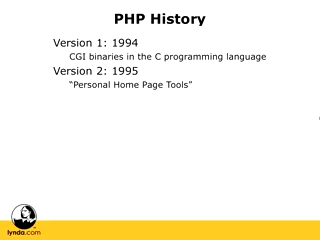 PHP History
Version 1: 1994
CGI binaries in the C programming language
Version 2: 1995
“Personal Home Page Tools”
lynda.com